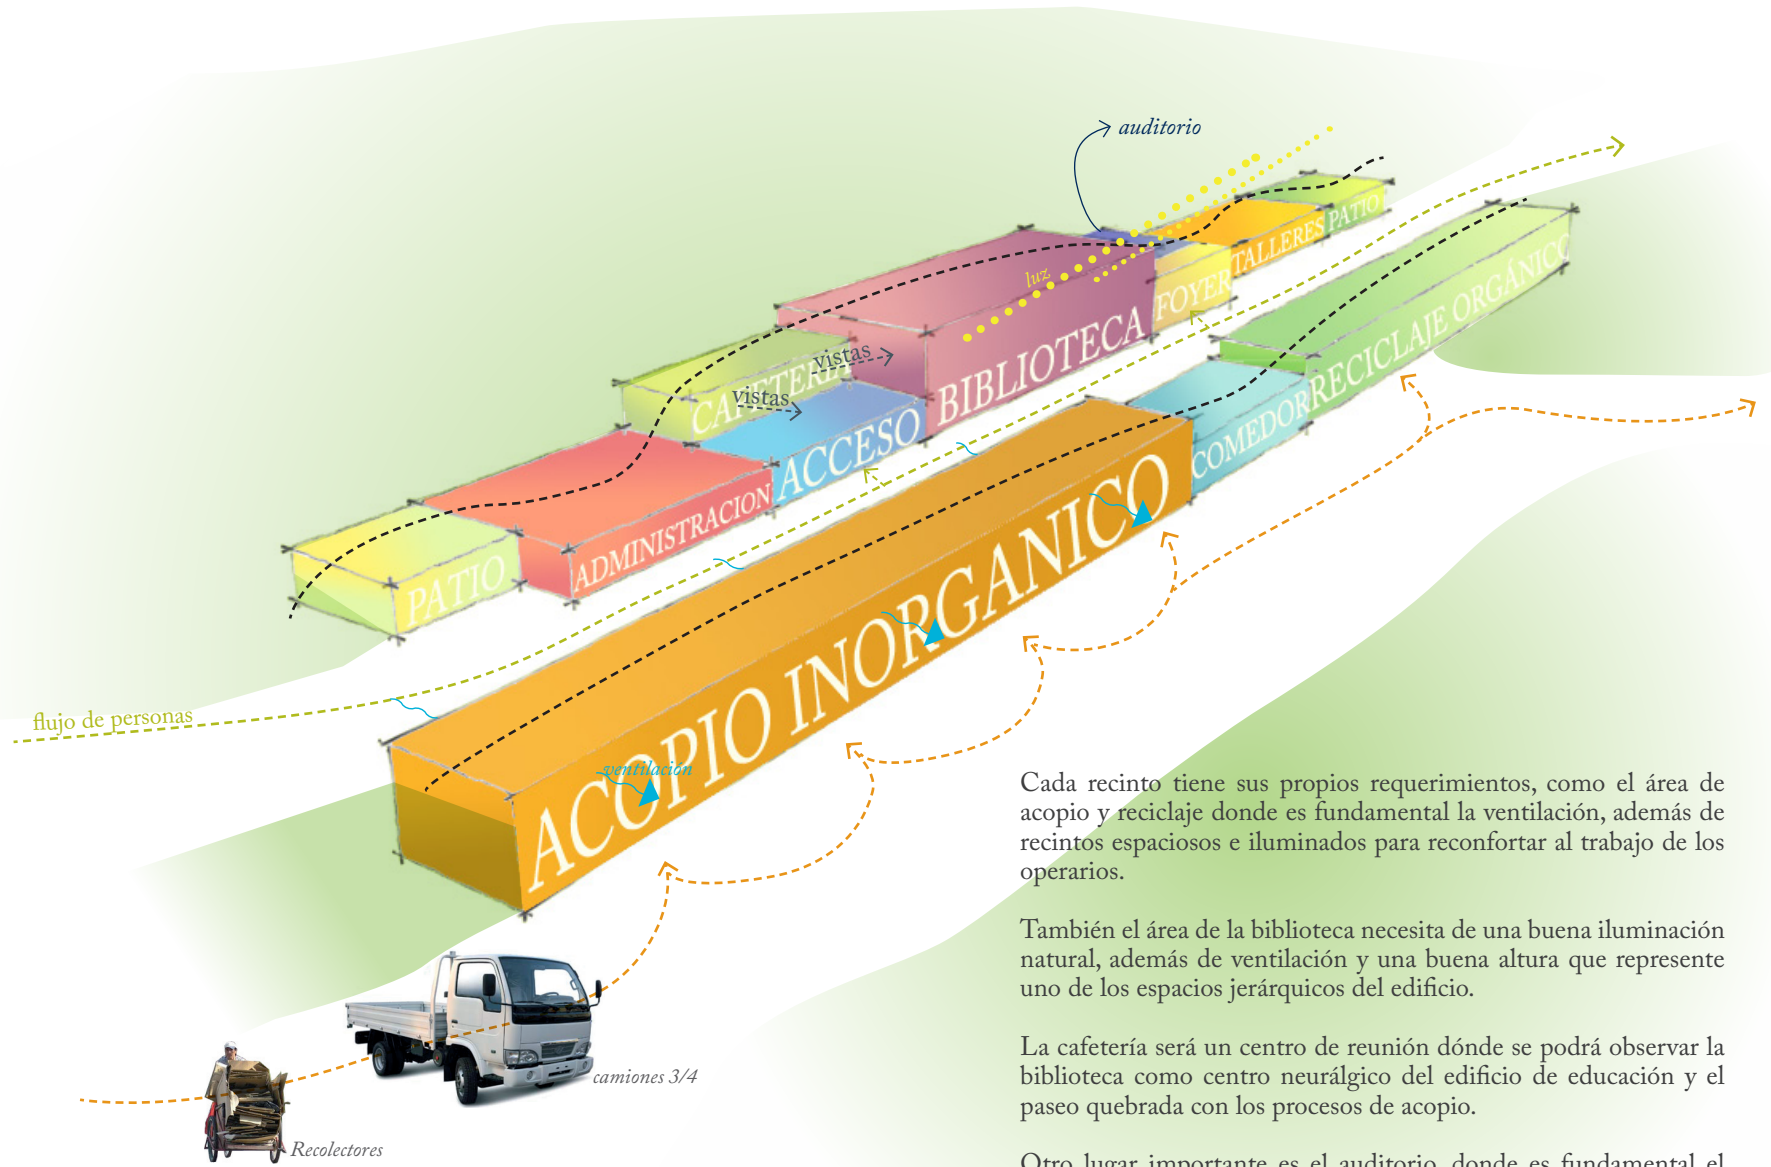 auditorio
PATIO
TALLERES
luz
FOYER
RECICLAJE ORGÁNICO
BIBLIOTECA
vistas
CAFETERIA
vistas
ACCESO
COMEDOR
ADMINISTRACION
PATIO
ACOPIO INORGANICO
flujo de personas
ventilación
Cada recinto tiene sus propios requerimientos, como el área de
acopio y reciclaje donde es fundamental la ventilación, además de
recintos espaciosos e iluminados para reconfortar al trabajo de los
operarios.
También el área de la biblioteca necesita de una buena iluminación
natural, además de ventilación y una buena altura que represente
uno de los espacios jerárquicos del edificio.
La cafetería será un centro de reunión dónde se podrá observar la
biblioteca como centro neurálgico del edificio de educación y el
paseo quebrada con los procesos de acopio.
Otro lugar importante es el auditorio, donde es fundamental el
camiones 3/4
Recolectores